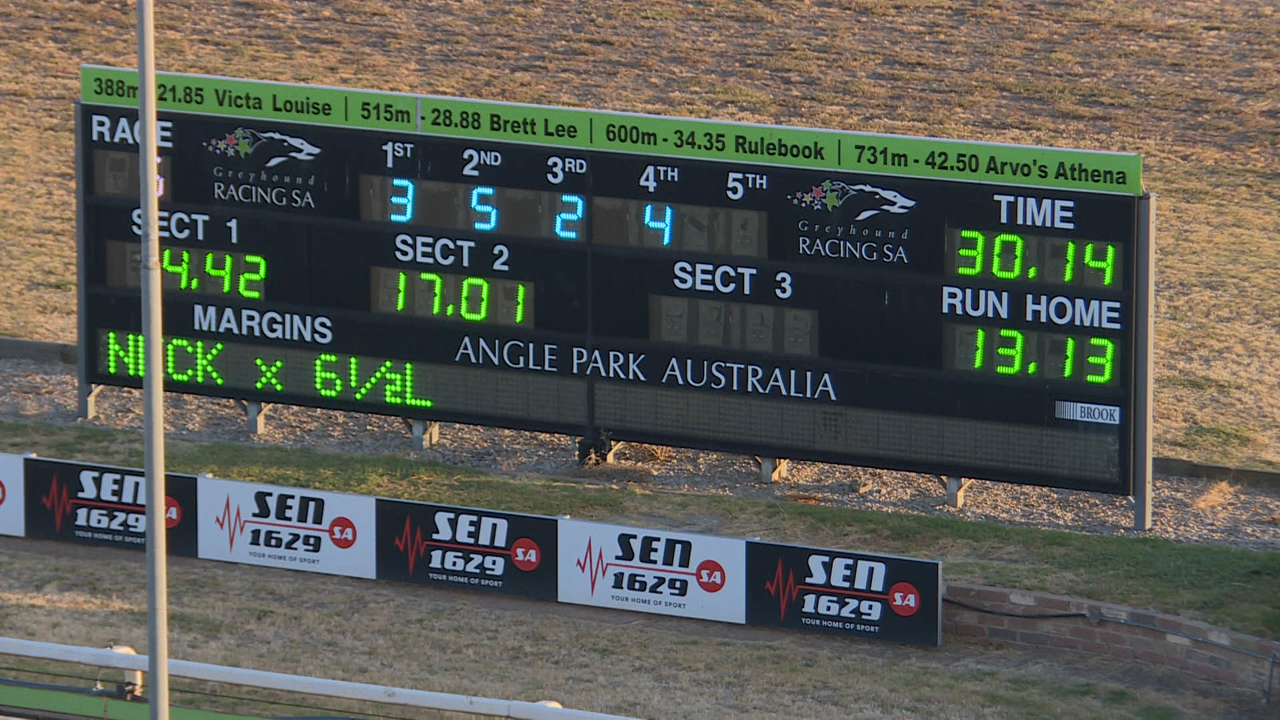 388m 21.85 Victa Louise | 515m - 28.88 Brett Lee | 600m - 34.35 Rulebook | 731m - 42.50 Arvo's Athena
RACE
Greyhound
RACING SA
1ST 2ND 3RD 4TH 5TH
3 5 2 4
Greyhound
RACING SA
TIME
30.14
SECT 1
4.42
SECT 2
17.01
SECT 3
RUN HOME
13.13
MARGINS
NECK x 6½L
ANGLE PARK AUSTRALIA
BROOK
SEN
1629 SA
YOUR HOME OF SPORT
SEN
1629 SA
YOUR HOME OF SPORT
SEN
1629 SA
YOUR HOME OF SPORT
SEN
1629 SA
YOUR HOME OF SPORT
SEN
1629 SA
YOUR HOME OF SPORT